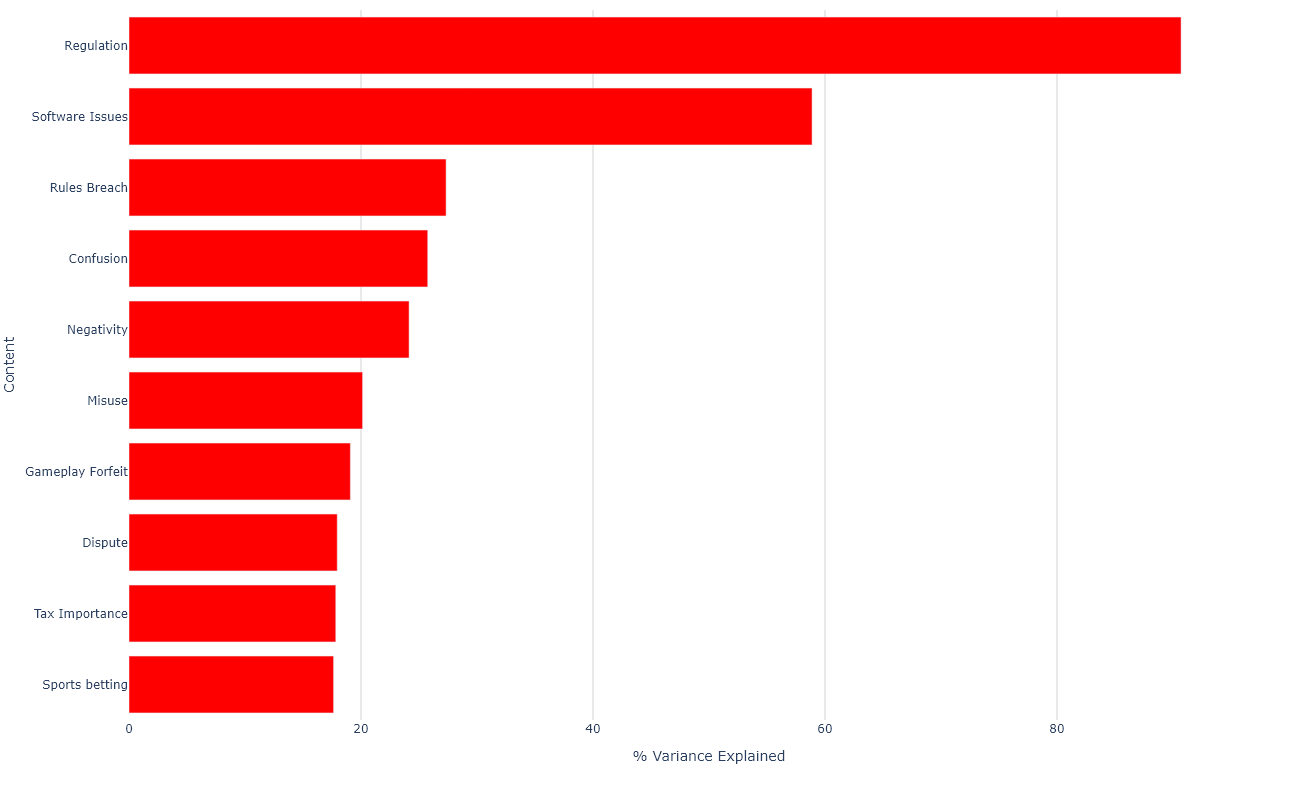 Regulation
Software Issues
Rules Breach
Confusion
Negativity
Content
Misuse
Gameplay Forfeit
Dispute
Tax Importance
Sports betting
0 20 40 60 80
% Variance Explained